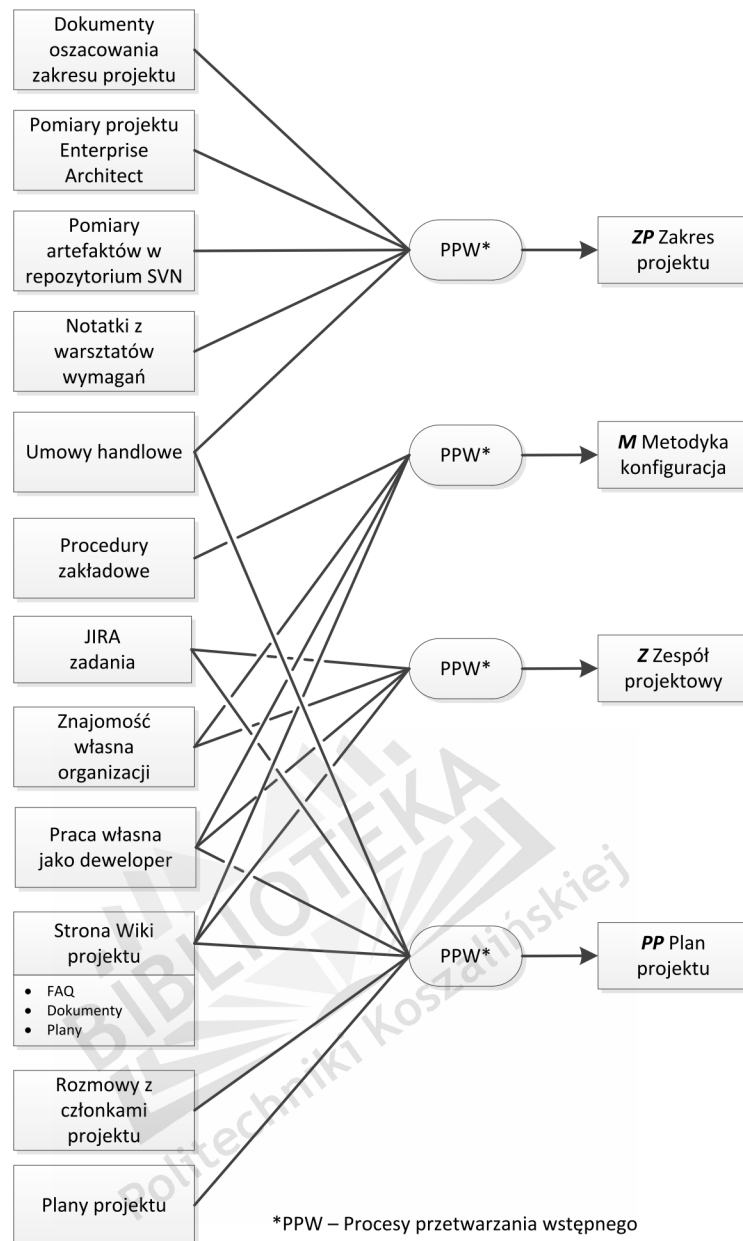 Dokumenty
oszacowania
zakresu projektu
Pomiary projektu
Enterprise
Architect
Pomiary
artefaktów w
repozytorium SVN
Notatki z
warsztatów
wymagań
Umowy handlowe
Procedury
zakładowe
JIRA
zadania
Znajomość
własna
organizacji
Praca własna
jako deweloper
Strona Wiki
projektu
• FAQ
• Dokumenty
• Plany
Rozmowy z
członkami
projektu
Plany projektu
PPW*
ZP Zakres
projektu
PPW*
M Metodyka
konfiguracja
PPW*
Z Zespół
projektowy
PPW*
PP Plan
projektu
*PPW – Procesy przetwarzania wstępnego
BIBLIOTEKA
Politechniki Koszalińskiej